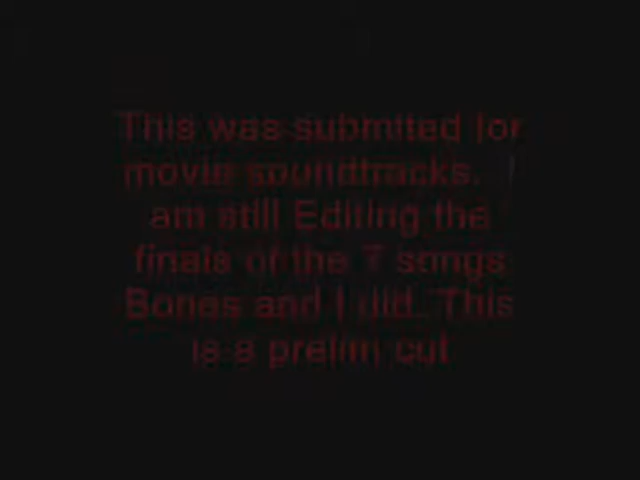 This was submitted for
movie soundtracks. I
am still Editing the
finals of the 7 songs
Bones and I did. This
is a prelim cut